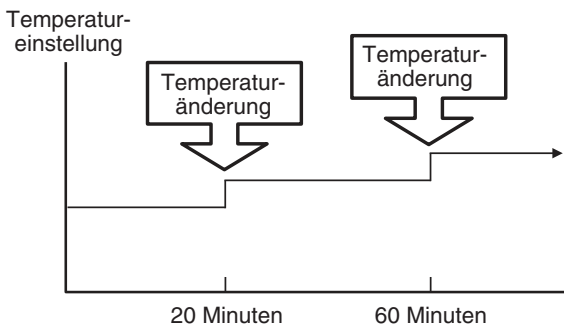 Temperatur-
einstellung
Temperatur-
änderung
Temperatur-
änderung
20 Minuten
60 Minuten